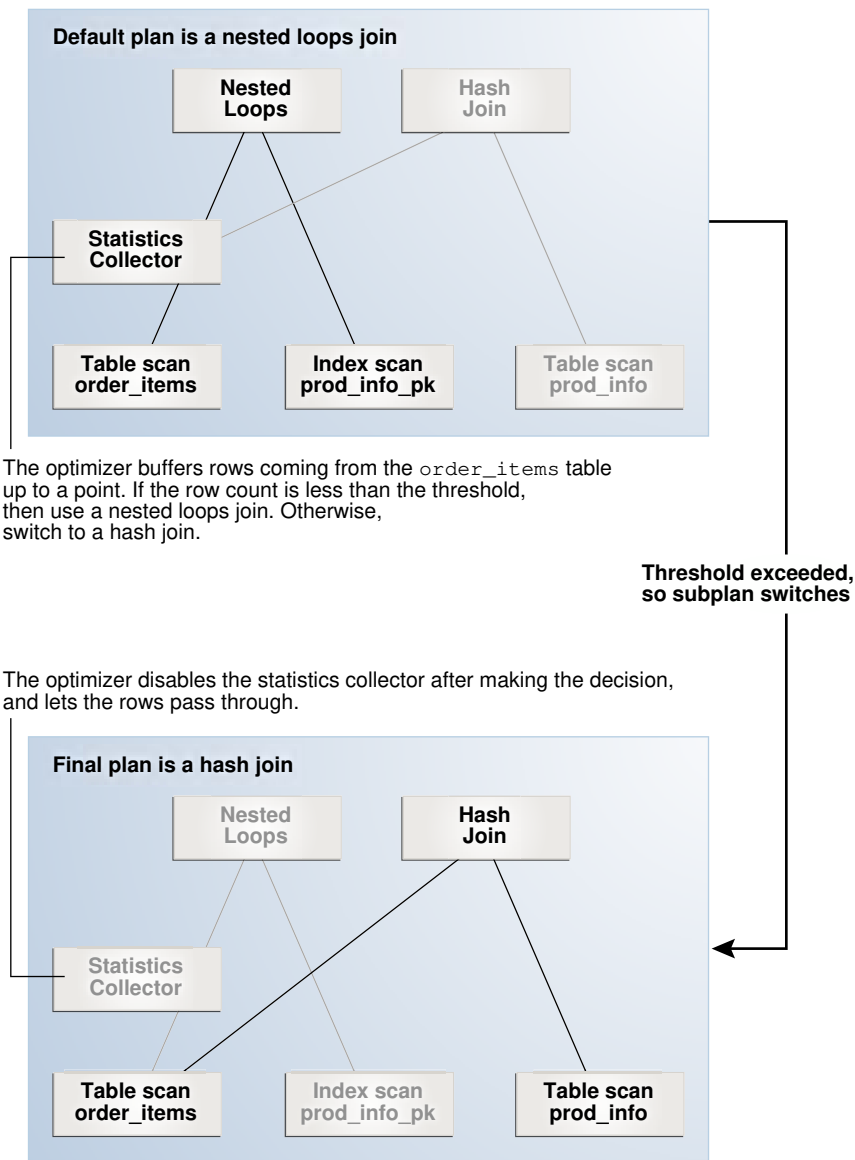 Default plan is a nested loops join
Nested
Loops
Hash
Join
Statistics
Collector
Table scan
order_items
Index scan
prod_info_pk
Table scan
prod_info
The optimizer buffers rows coming from the order_items table
up to a point. If the row count is less than the threshold,
then use a nested loops join. Otherwise,
switch to a hash join.
Threshold exceeded,
so subplan switches
The optimizer disables the statistics collector after making the decision,
and lets the rows pass through.
Final plan is a hash join
Nested
Loops
Hash
Join
Statistics
Collector
Table scan
order_items
Index scan
prod_info_pk
Table scan
prod_info